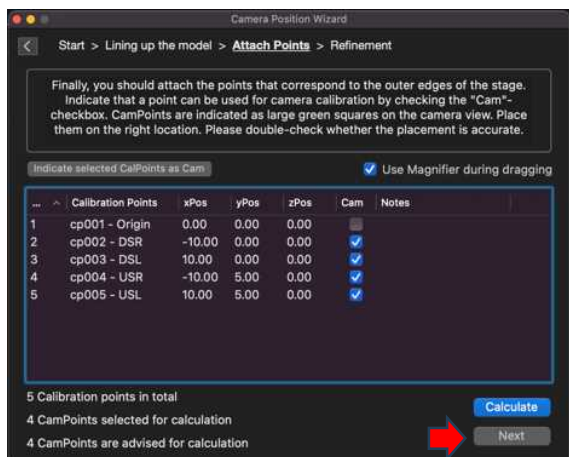 Camera Position Wizard
Start > Lining up the model > Attach Points > Refinement
Finally, you should attach the points that correspond to the outer edges of the stage.
Indicate that a point can be used for camera calibration by checking the "Cam"-
checkbox. CamPoints are indicated as large green squares on the camera view. Place
them on the right location. Please double-check whether the placement is accurate.
Indicate selected CalPoints as Cam Use Magnifier during dragging
... Calibration Points xPos yPos zPos Cam Notes
1 cp001 - Origin 0.00 0.00 0.00
2 cp002 - DSR -10.00 0.00 0.00
3 cp003 - DSL 10.00 0.00 0.00
4 cp004 - USR -10.00 5.00 0.00
5 cp005 - USL 10.00 5.00 0.00
5 Calibration points in total
4 CamPoints selected for calculation
Calculate
4 CamPoints are advised for calculation
Next